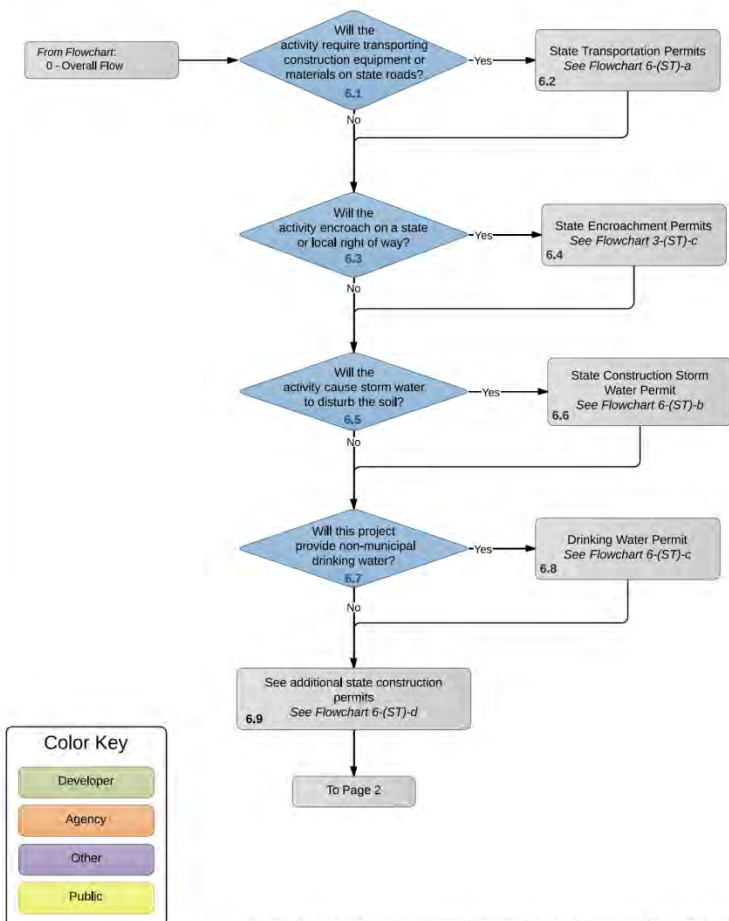 From Flowchart:
0 - Overall Flow
Will the
activity require transporting
construction equipment or
materials on state roads?
6.1
Yes
State Transportation Permits
See Flowchart 6-(ST)-a
6.2
No
Will the
activity encroach on a state
or local right of way?
6.3
Yes
State Encroachment Permits
See Flowchart 3-(ST)-c
6.4
No
Will the
activity cause storm water
to disturb the soil?
6.5
Yes
State Construction Storm
Water Permit
See Flowchart 6-(ST)-b
6.6
No
Will this project
provide non-municipal
drinking water?
6.7
Yes
Drinking Water Permit
See Flowchart 6-(ST)-c
6.8
No
See additional state construction
permits
See Flowchart 6-(ST)-d
6.9
To Page 2
Color Key
Developer
Agency
Other
Public